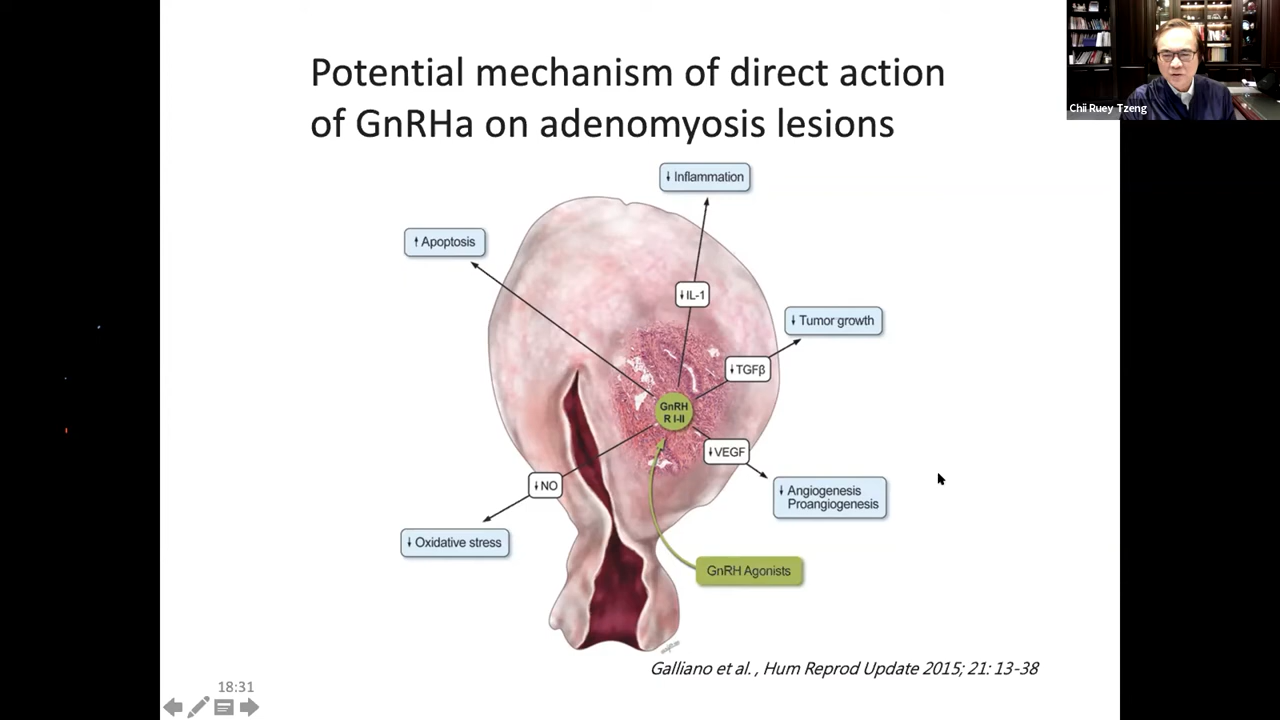 Potential mechanism of direct action
of GnRHa on adenomyosis lesions
Chii Ruey Tzeng
↓ Inflammation
↑ Apoptosis
↓IL-1
↓ Tumor growth
↓TGFβ
GnRH
R I-II
↓VEGF
↓NO
↓ Angiogenesis
Proangiogenesis
↓ Oxidative stress
GnRH Agonists
Galliano et al. , Hum Reprod Update 2015; 21: 13-38
18:31